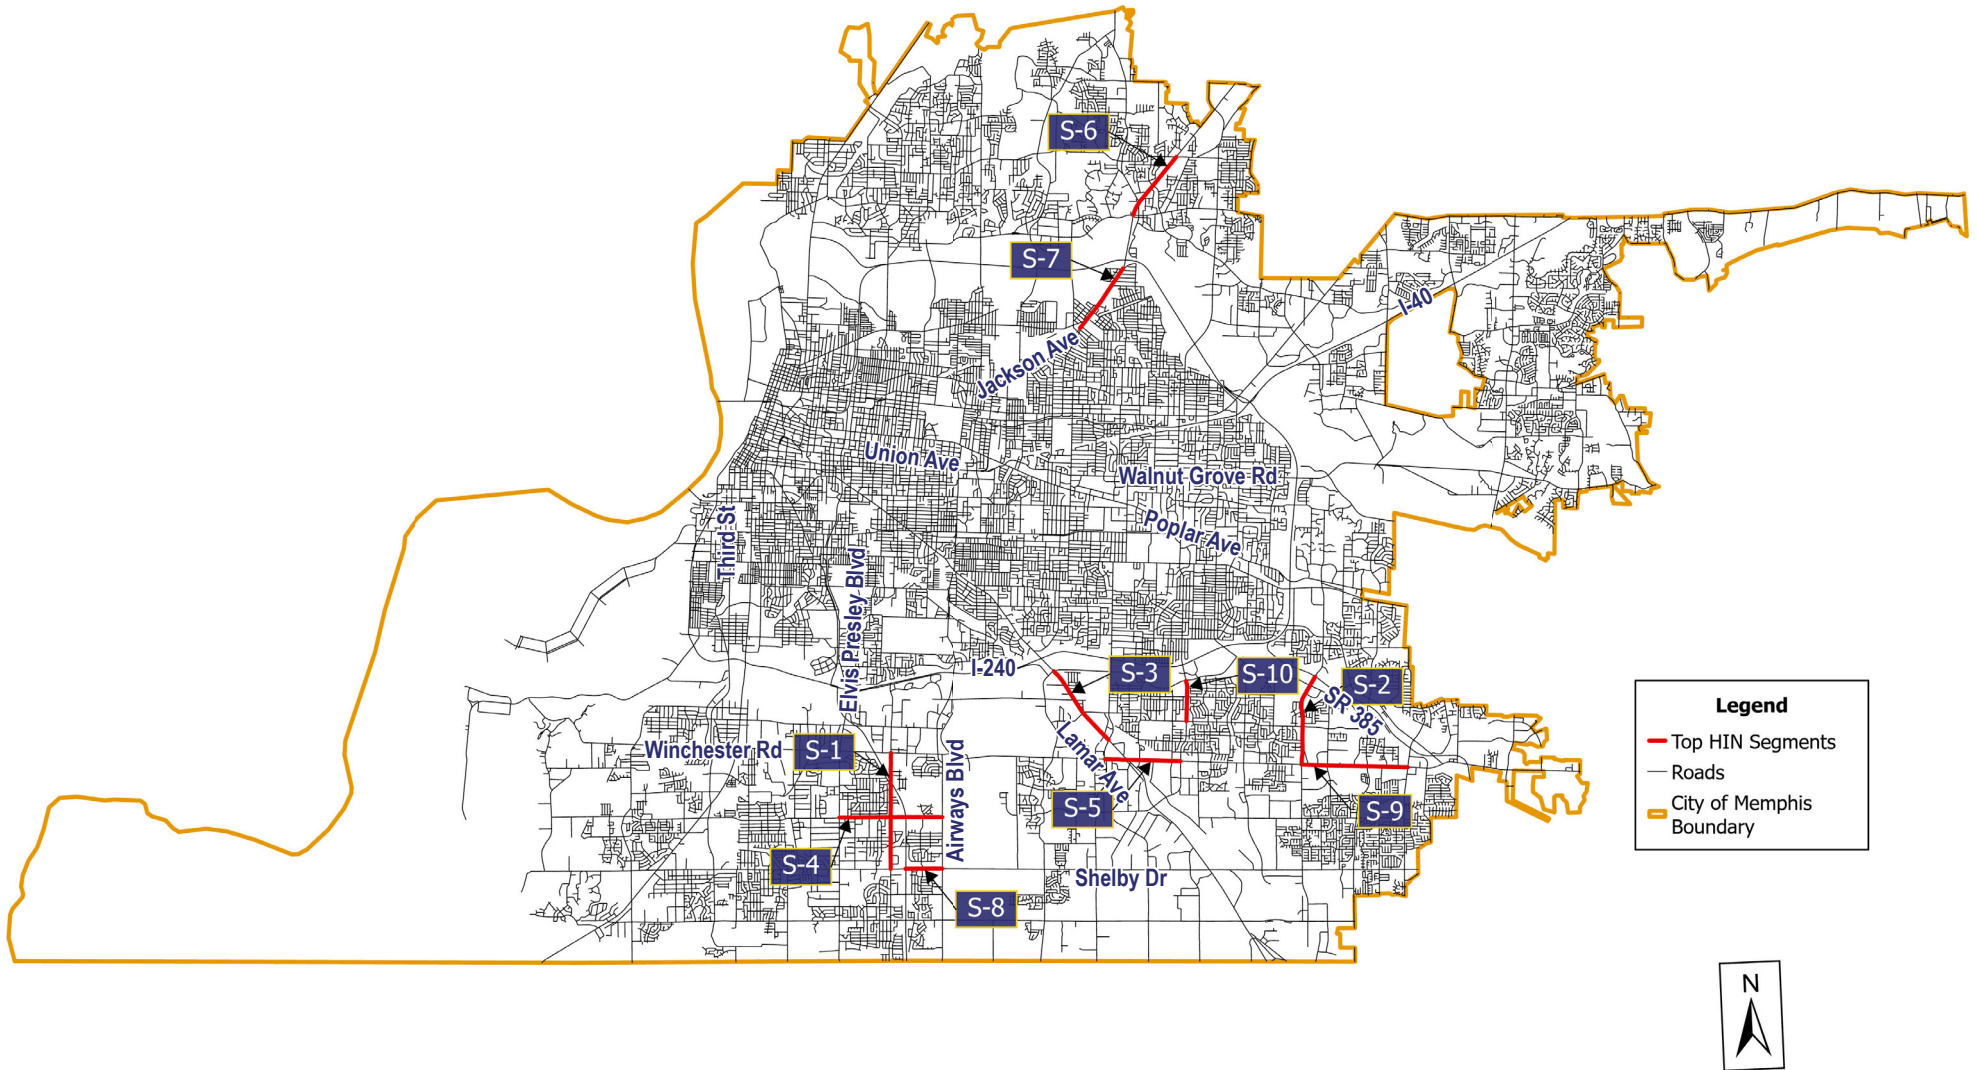 S-6
S-7
I-40
Jackson Ave
Union Ave
Walnut Grove Rd
Poplar Ave
Third St
Elvis Presley Blvd
I-240
S-3
S-10
S-2
SR 385
Winchester Rd
S-1
Airways Blvd
Lamar Ave
S-5
S-9
S-4
Shelby Dr
S-8
Legend
Top HIN Segments
Roads
City of Memphis
Boundary
N